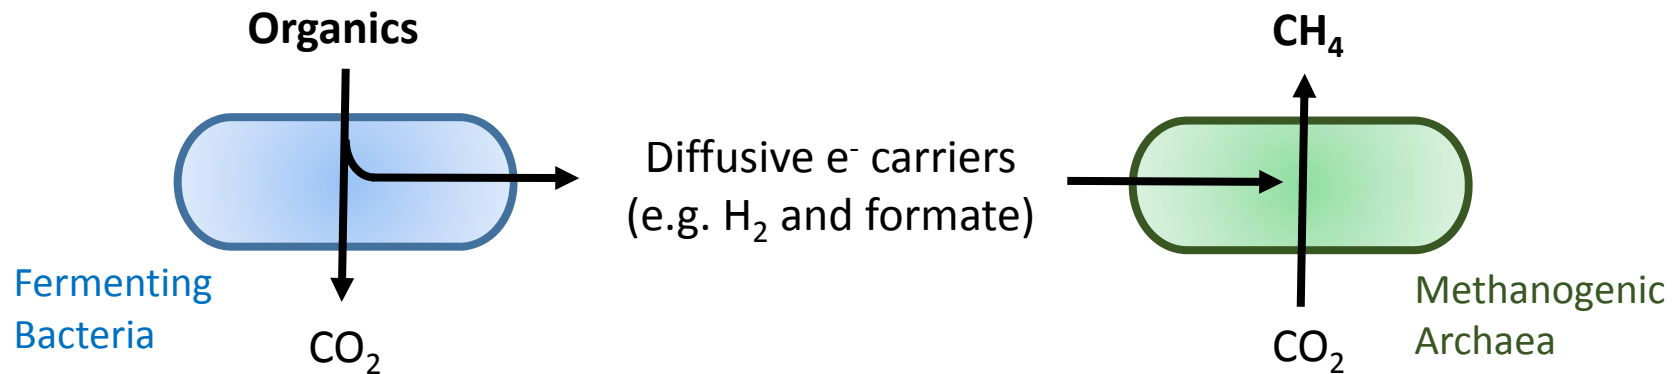 Organics
CH₄
Diffusive e⁻ carriers
(e.g. H₂ and formate)
Fermenting
Bacteria
CO₂
Methanogenic
Archaea
CO₂